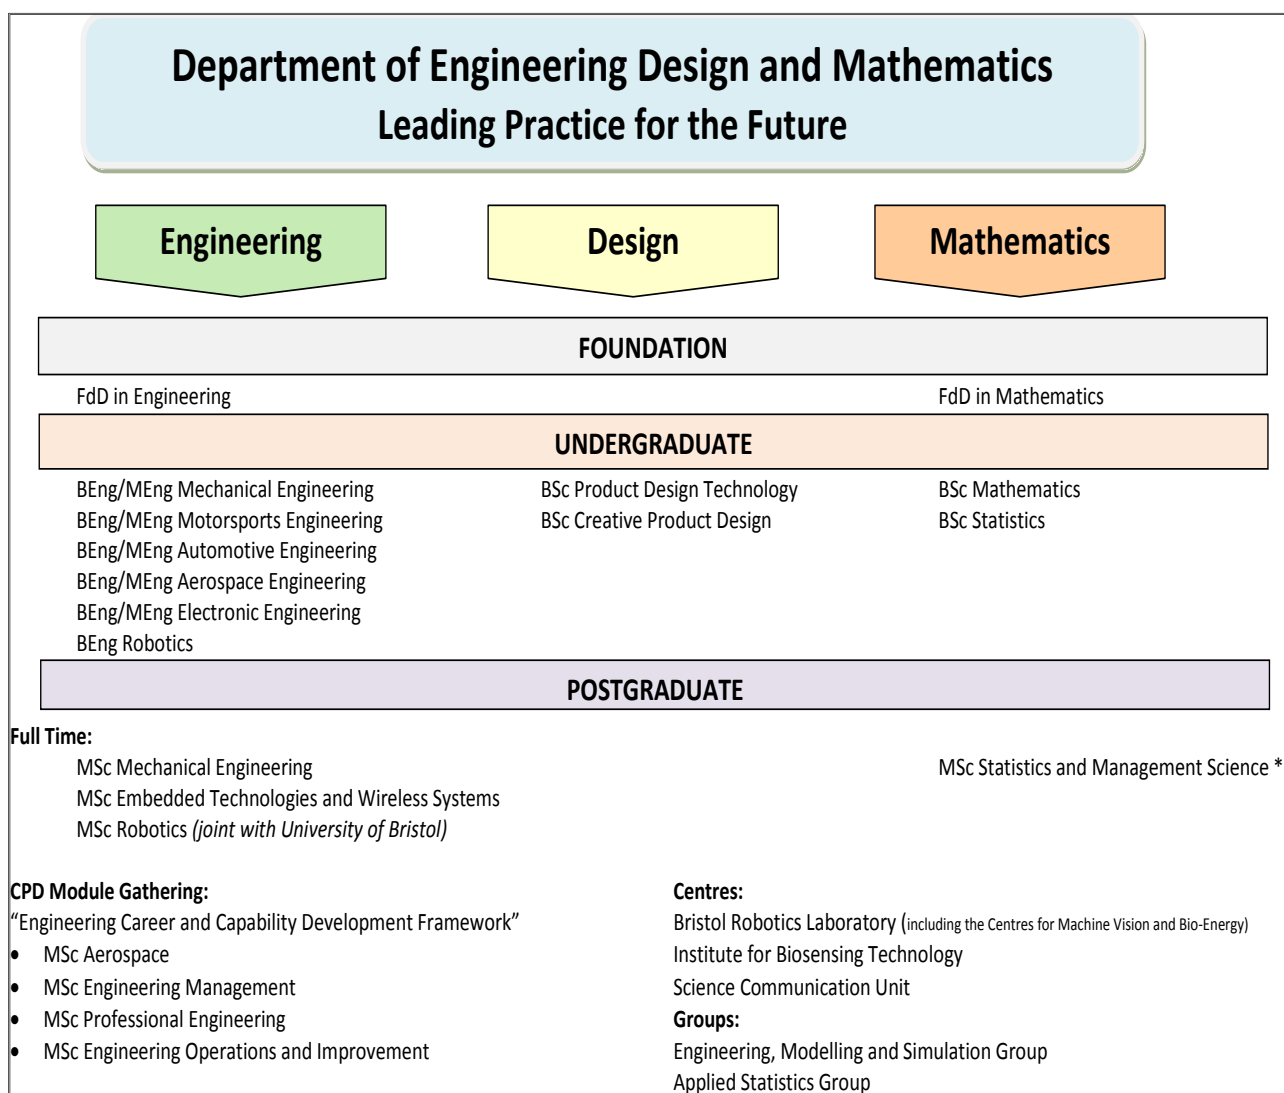 Department of Engineering Design and Mathematics
Leading Practice for the Future
Engineering
Design
Mathematics
FOUNDATION
FdD in Engineering
FdD in Mathematics
UNDERGRADUATE
BEng/MEng Mechanical Engineering
BEng/MEng Motorsports Engineering
BEng/MEng Automotive Engineering
BEng/MEng Aerospace Engineering
BEng/MEng Electronic Engineering
BEng Robotics
BSc Product Design Technology
BSc Creative Product Design
BSc Mathematics
BSc Statistics
POSTGRADUATE
Full Time:
MSc Mechanical Engineering
MSc Embedded Technologies and Wireless Systems
MSc Robotics (joint with University of Bristol)
MSc Statistics and Management Science *
CPD Module Gathering:
“Engineering Career and Capability Development Framework”
• MSc Aerospace
• MSc Engineering Management
• MSc Professional Engineering
• MSc Engineering Operations and Improvement
Centres:
Bristol Robotics Laboratory (including the Centres for Machine Vision and Bio-Energy)
Institute for Biosensing Technology
Science Communication Unit
Groups:
Engineering, Modelling and Simulation Group
Applied Statistics Group